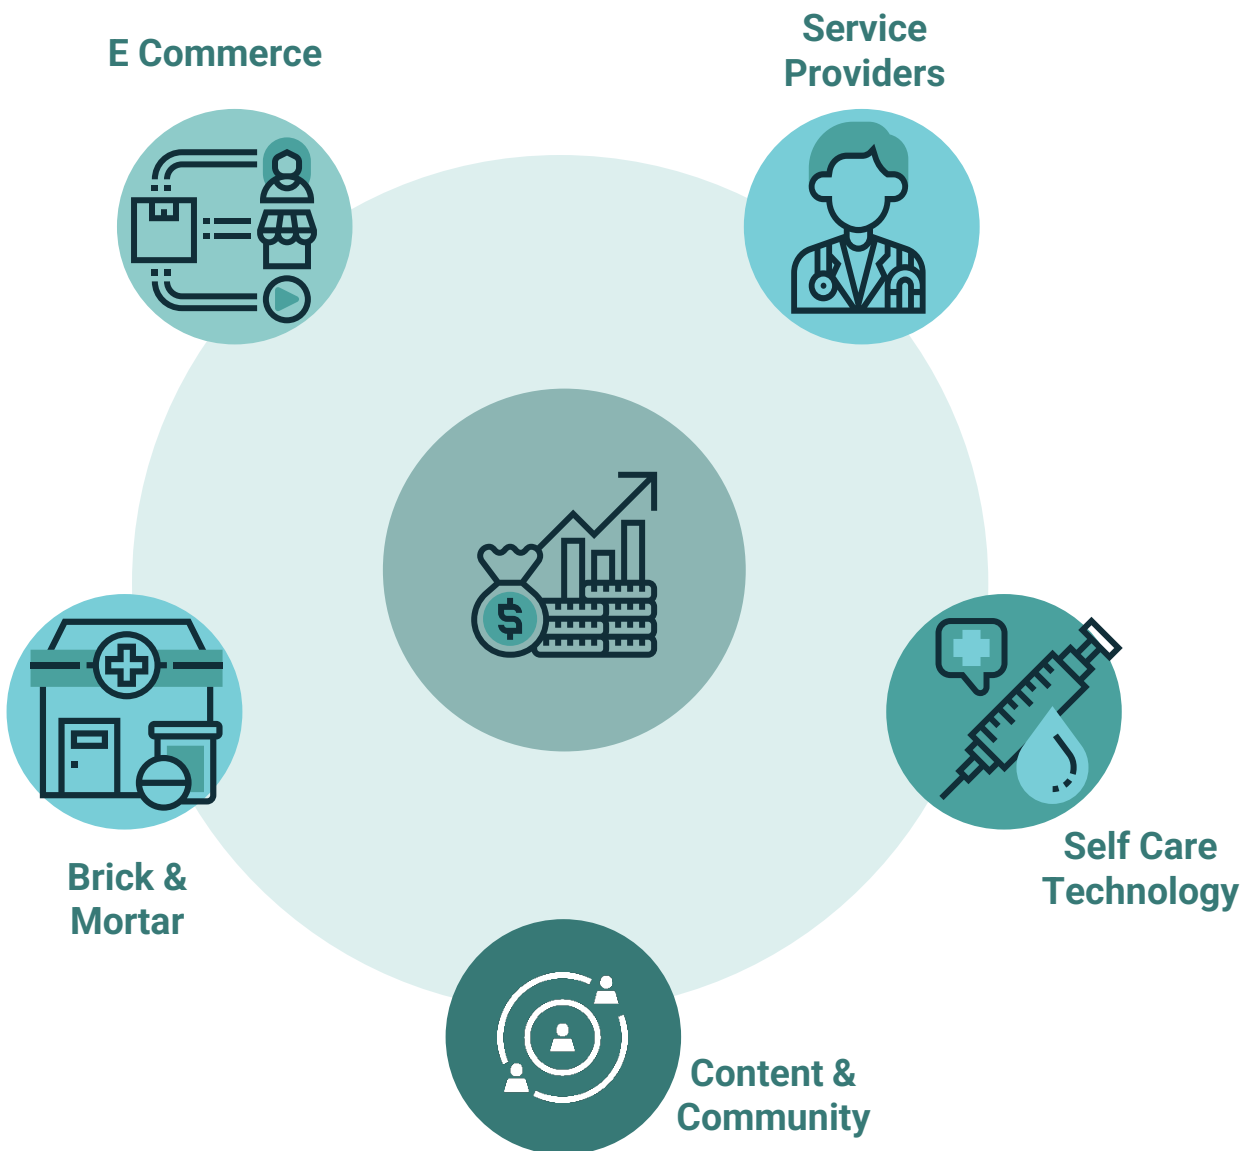 E Commerce
Service
Providers
$
Self Care
Technology
Brick &
Mortar
Content &
Community